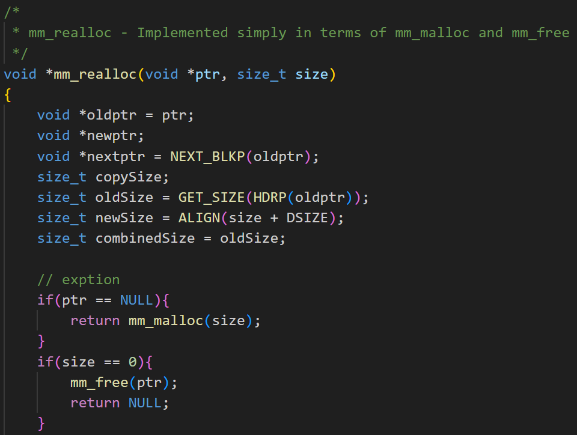 /*
 * mm_realloc - Implemented simply in terms of mm_malloc and mm_free
 */
void *mm_realloc(void *ptr, size_t size)
{
    void *oldptr = ptr;
    void *newptr;
    void *nextptr = NEXT_BLKP(oldptr);
    size_t copySize;
    size_t oldSize = GET_SIZE(HDRP(oldptr));
    size_t newSize = ALIGN(size + DSIZE);
    size_t combinedSize = oldSize;

    // exption
    if(ptr == NULL){
        return mm_malloc(size);
    }
    if(size == 0){
        mm_free(ptr);
        return NULL;
    }